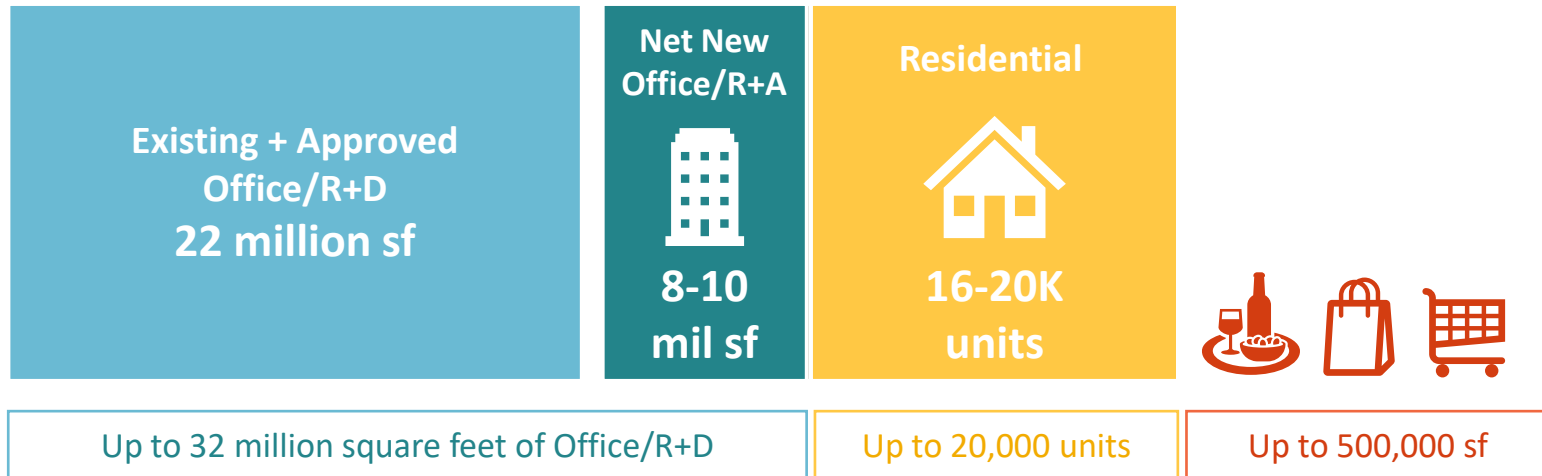 Existing + Approved
Office/R+D
22 million sf
Net New
Office/R+A
8-10
mil sf
Residential
16-20K
units
Up to 32 million square feet of Office/R+D
Up to 20,000 units
Up to 500,000 sf